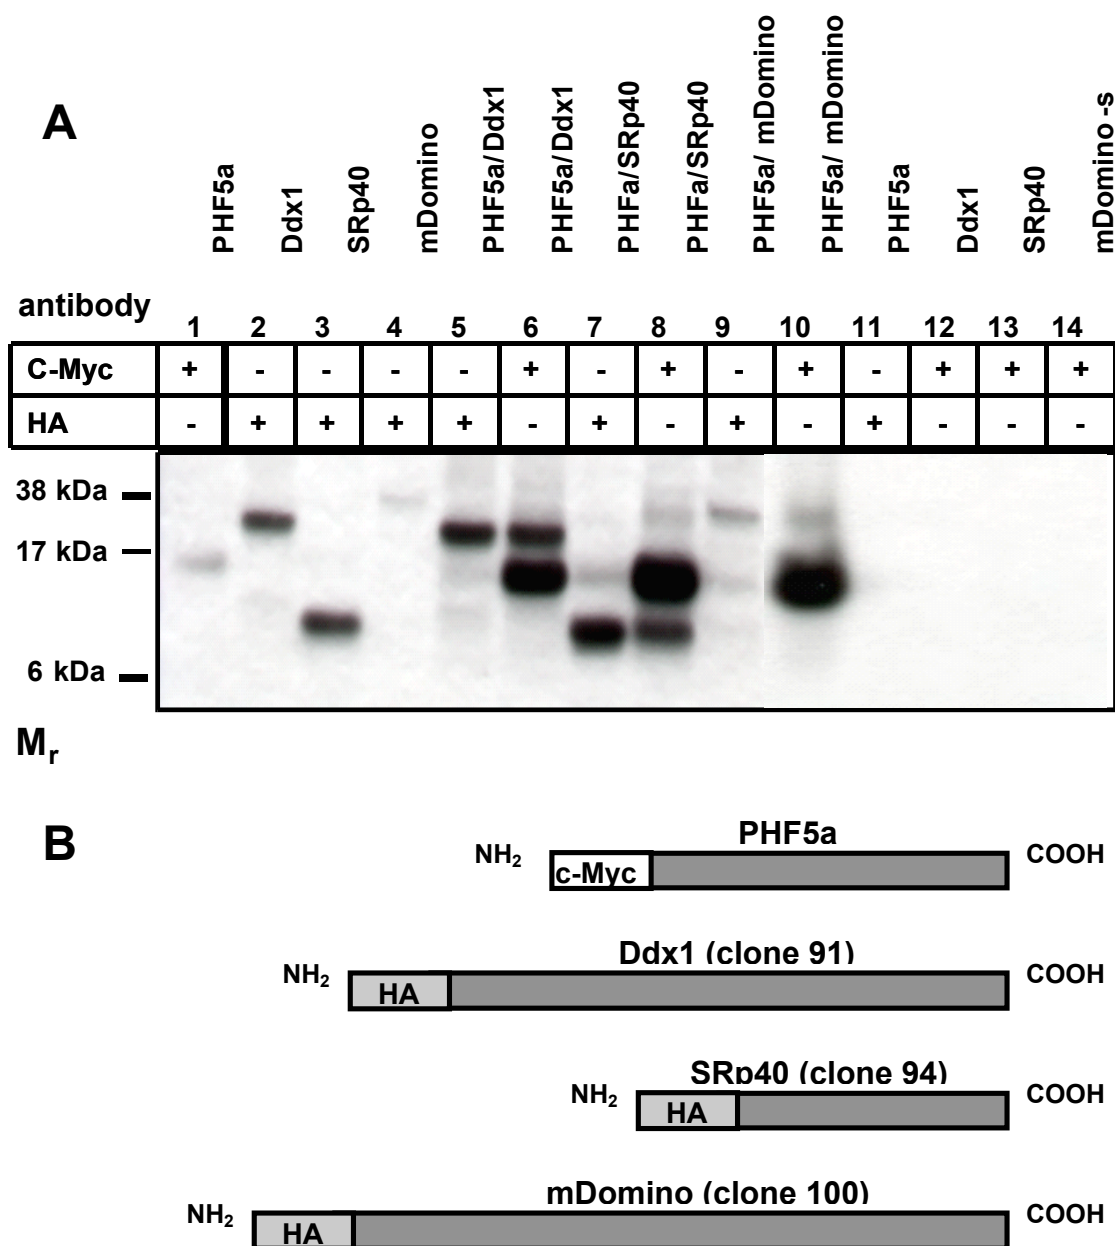 A
PHF5a
Ddx1
SRp40
mDomino
PHF5a/Ddx1
PHF5a/Ddx1
PHFa/SRp40
PHFa/SRp40
PHF5a/ mDomino
PHF5a/ mDomino
PHF5a
Ddx1
SRp40
mDomino -s
antibody
1 2 3 4 5 6 7 8 9 10 11 12 13 14
C-Myc + - - - - + - + - + - + + +
HA - + + + + - + - + - + - - -
38 kDa
17 kDa
6 kDa
Mr
B
PHF5a
NH2 c-Myc COOH
Ddx1 (clone 91)
NH2 HA COOH
SRp40 (clone 94)
NH2 HA COOH
mDomino (clone 100)
NH2 HA COOH